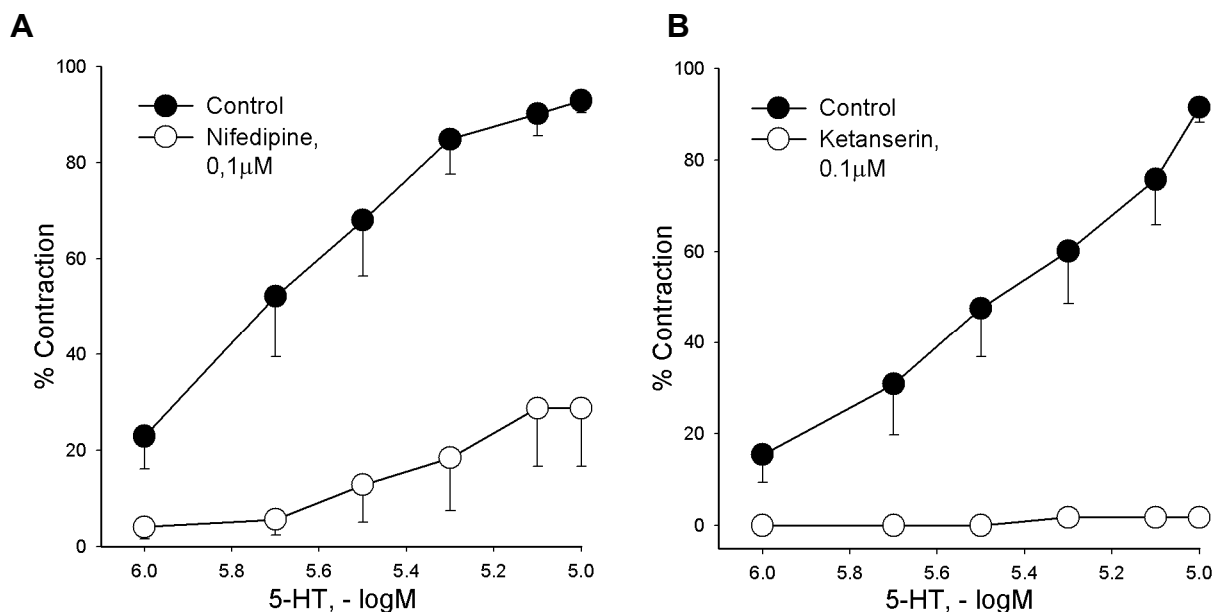 A
100
80
60
40
20
0
% Contraction
Control
Nifedipine,
0,1μM
6.0 5.8 5.6 5.4 5.2 5.0
5-HT, - logM
B
100
80
60
40
20
0
% Contraction
Control
Ketanserin,
0.1μM
6.0 5.8 5.6 5.4 5.2 5.0
5-HT, - logM